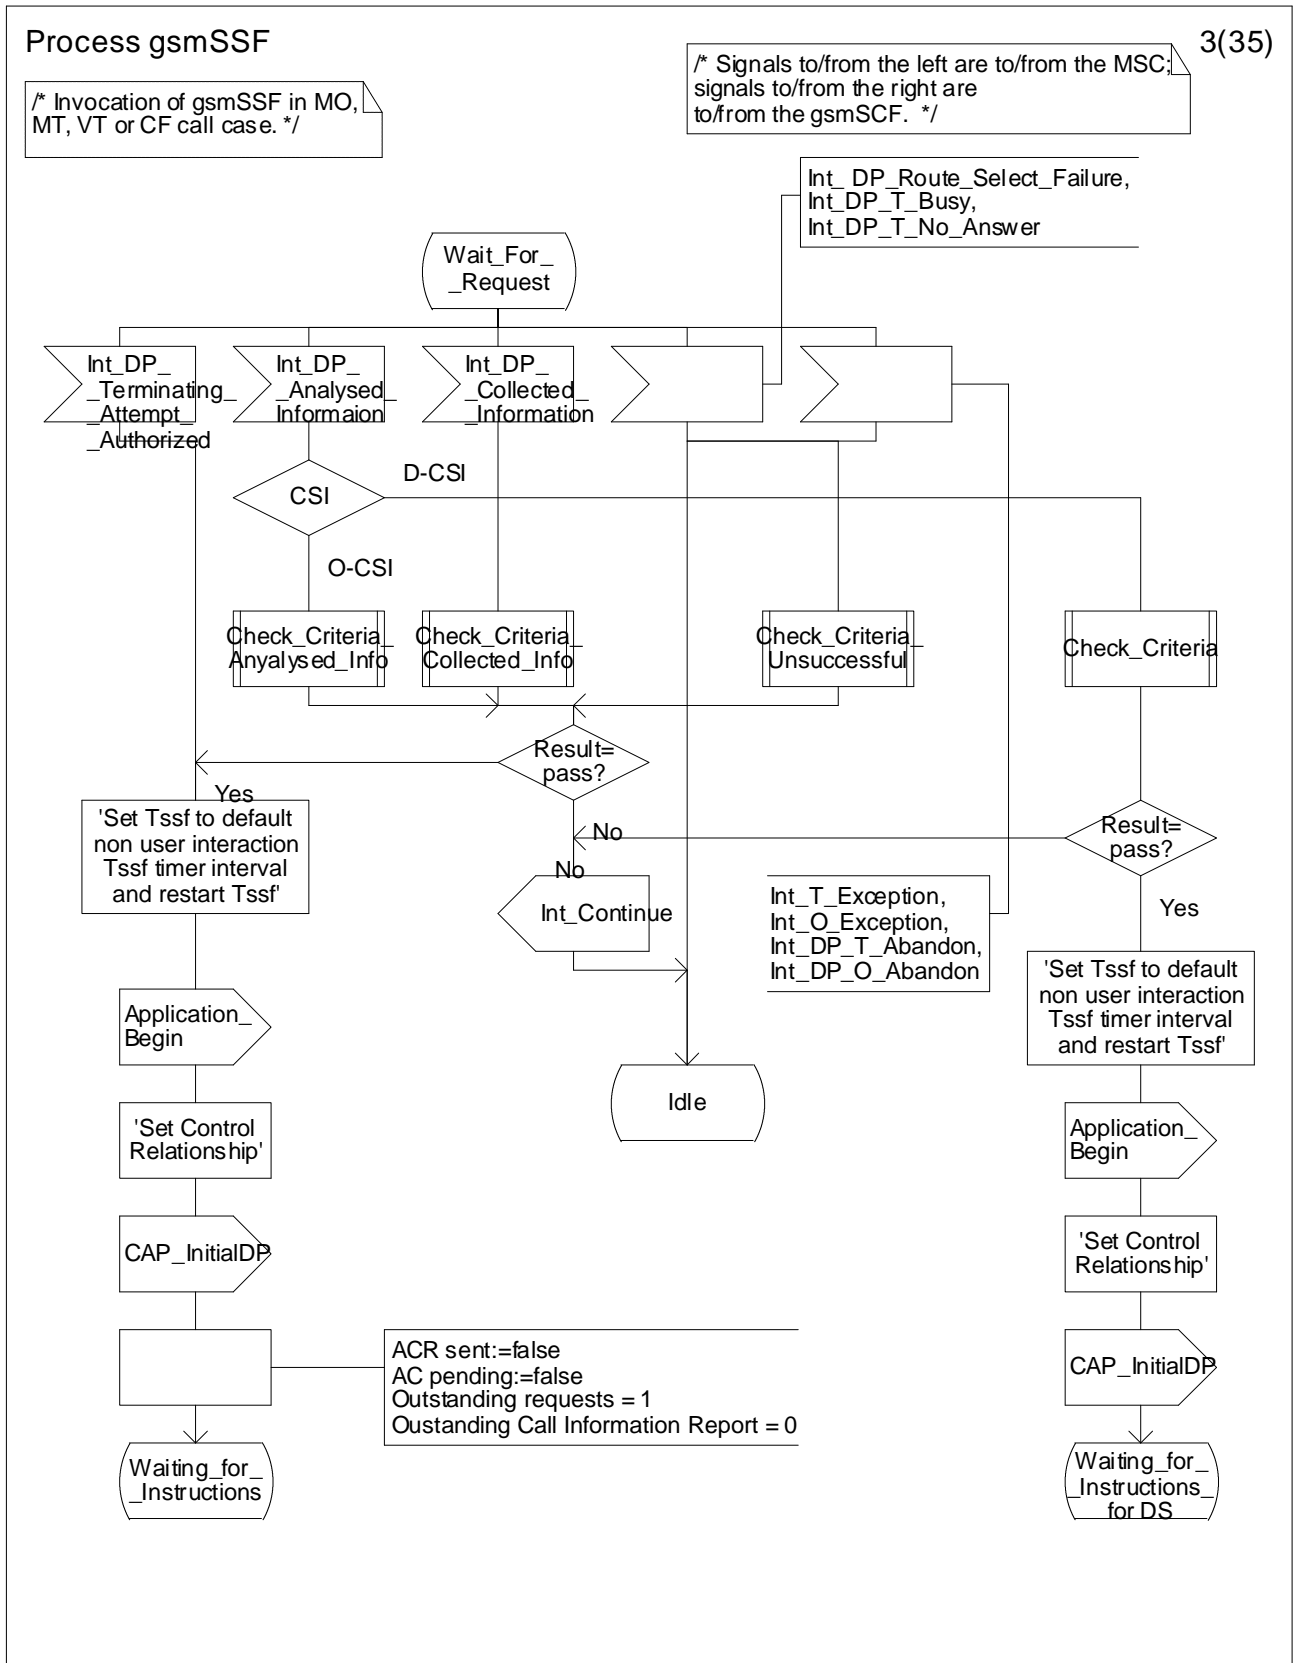 Process gsmSSF
3(35)
/* Invocation of gsmSSF in MO,
MT, VT or CF call case. */
/* Signals to/from the left are to/from the MSC;
signals to/from the right are
to/from the gsmSCF.  */
Int_ DP_Route_Select_Failure,
Int_DP_T_Busy,
Int_DP_T_No_Answer
Wait_For_
_Request
Int_DP_
_Terminating_
_Attempt_
_Authorized
Int_DP_
_Analysed_
Informaion
Int_DP_
_Collected_
_Information
CSI
D-CSI
O-CSI
Check_Criteria_
Anyalysed_Info
Check_Criteria_
Collected_Info
Check_Criteria_
Unsuccessful
Check_Criteria
Result=
pass?
Yes
'Set Tssf to default
non user interaction
Tssf timer interval
and restart Tssf'
No
No
Result=
pass?
Yes
Int_Continue
Int_T_Exception,
Int_O_Exception,
Int_DP_T_Abandon,
Int_DP_O_Abandon
'Set Tssf to default
non user interaction
Tssf timer interval
and restart Tssf'
Application_
Begin
Idle
'Set Control
Relationship'
Application_
Begin
CAP_InitialDP
'Set Control
Relationship'
ACR sent:=false
AC pending:=false
Outstanding requests = 1
Oustanding Call Information Report = 0
CAP_InitialDP
Waiting_for_
_Instructions
Waiting_for_
_Instructions_
_for DS